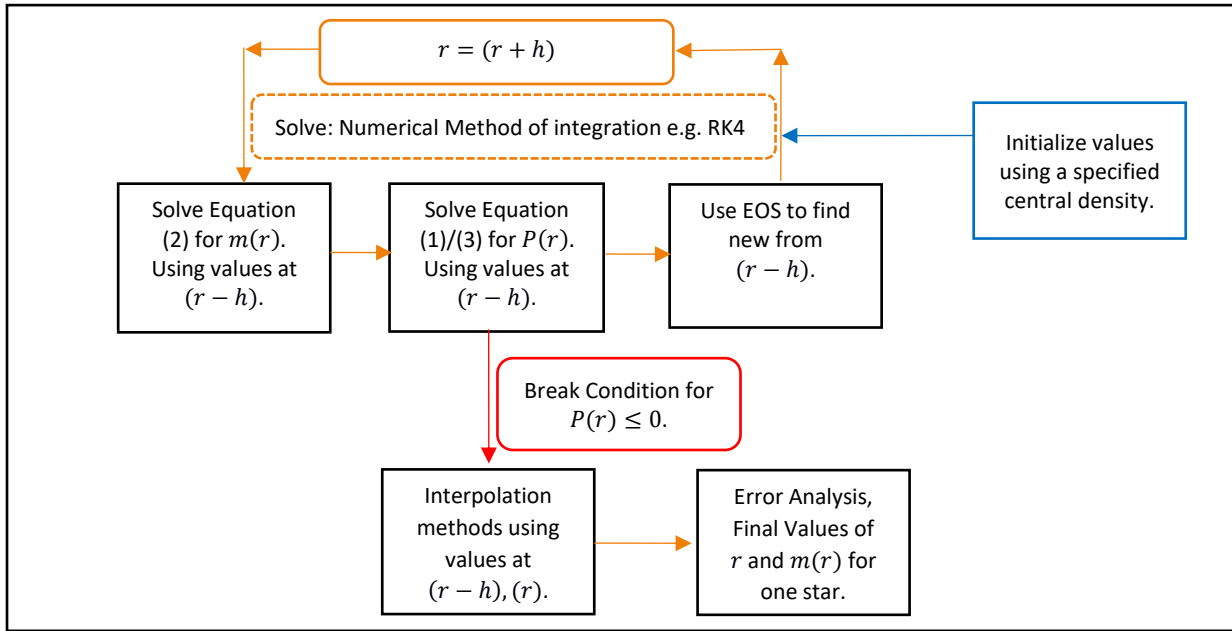 r = (r + h)
Solve: Numerical Method of integration e.g. RK4
Initialize values
using a specified
central density.
Solve Equation
(2) for m(r).
Using values at
(r − h).
Solve Equation
(1)/(3) for P(r).
Using values at
(r − h).
Use EOS to find
new from
(r − h).
Break Condition for
P(r) ≤ 0.
Interpolation
methods using
values at
(r − h), (r).
Error Analysis,
Final Values of
r and m(r) for
one star.